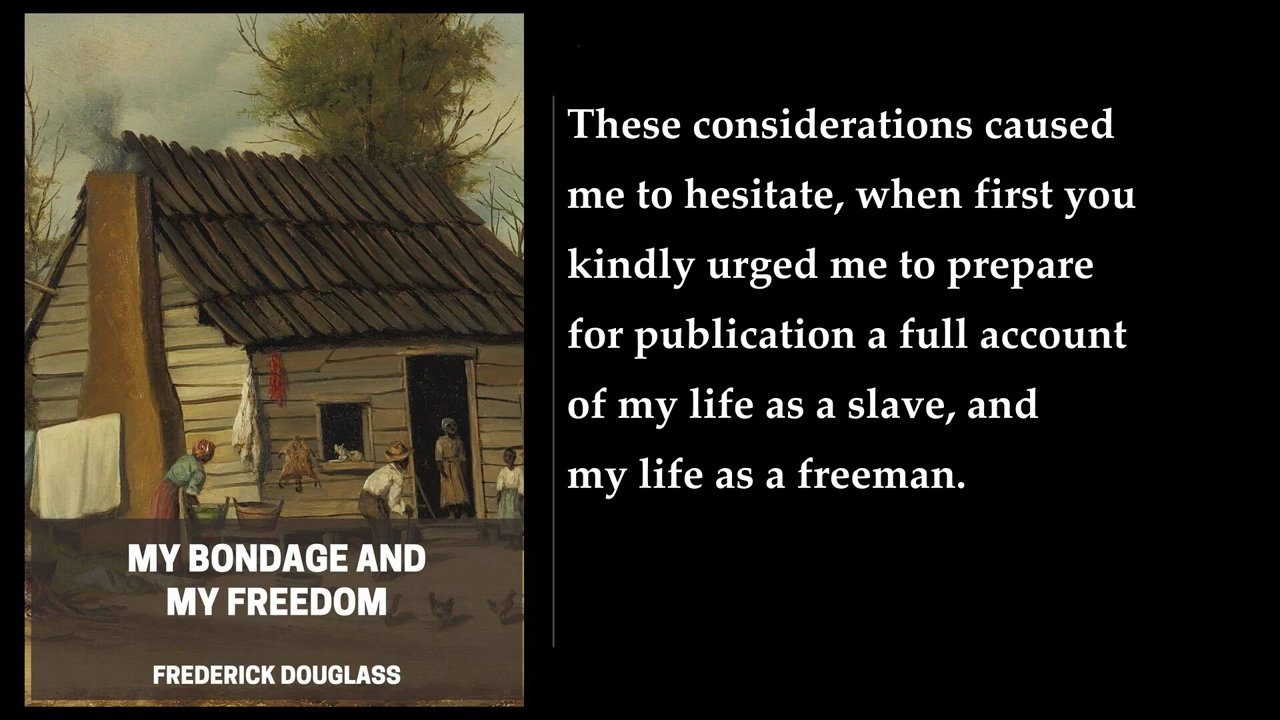 MY BONDAGE AND
MY FREEDOM
FREDERICK DOUGLASS
These considerations caused
me to hesitate, when first you
kindly urged me to prepare
for publication a full account
of my life as a slave, and
my life as a freeman.